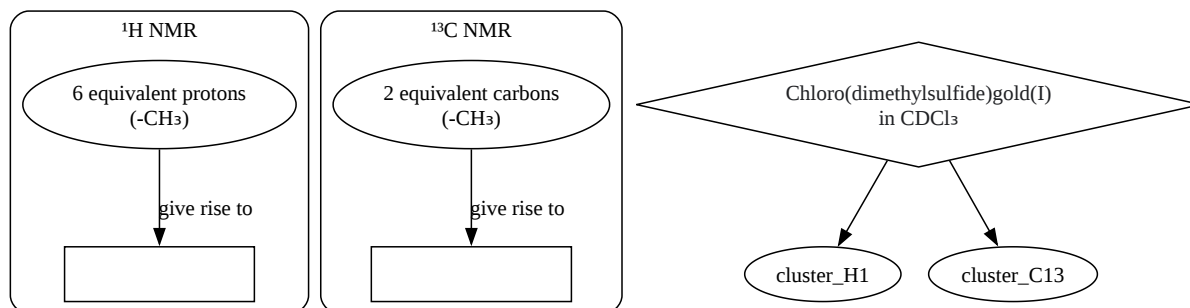 ¹H NMR
6 equivalent protons
(-CH₃)
give rise to
¹³C NMR
2 equivalent carbons
(-CH₃)
give rise to
Chloro(dimethylsulfide)gold(I)
in CDCl₃
cluster_H1
cluster_C13